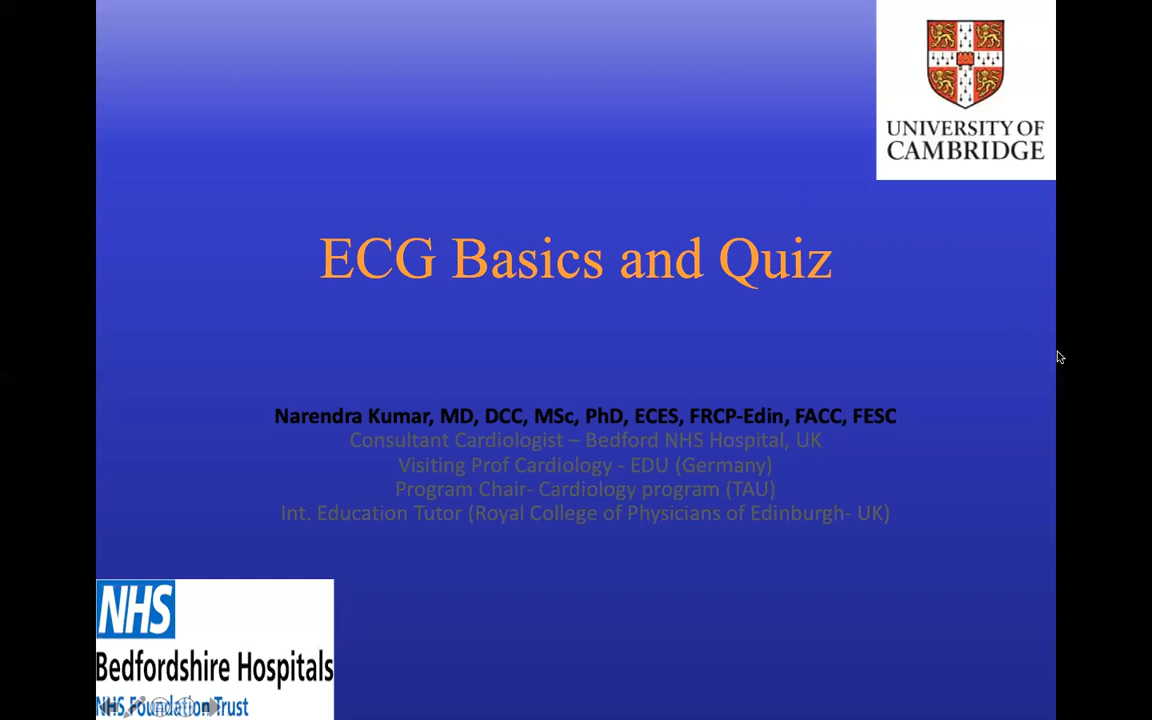 UNIVERSITY OF
CAMBRIDGE
ECG Basics and Quiz
Narendra Kumar, MD, DCC, MSc, PhD, ECES, FRCP-Edin, FACC, FESC
Consultant Cardiologist – Bedford NHS Hospital, UK
Visiting Prof Cardiology - EDU (Germany)
Program Chair- Cardiology program (TAU)
Int. Education Tutor (Royal College of Physicians of Edinburgh- UK)
NHS
Bedfordshire Hospitals
NHS Foundation Trust